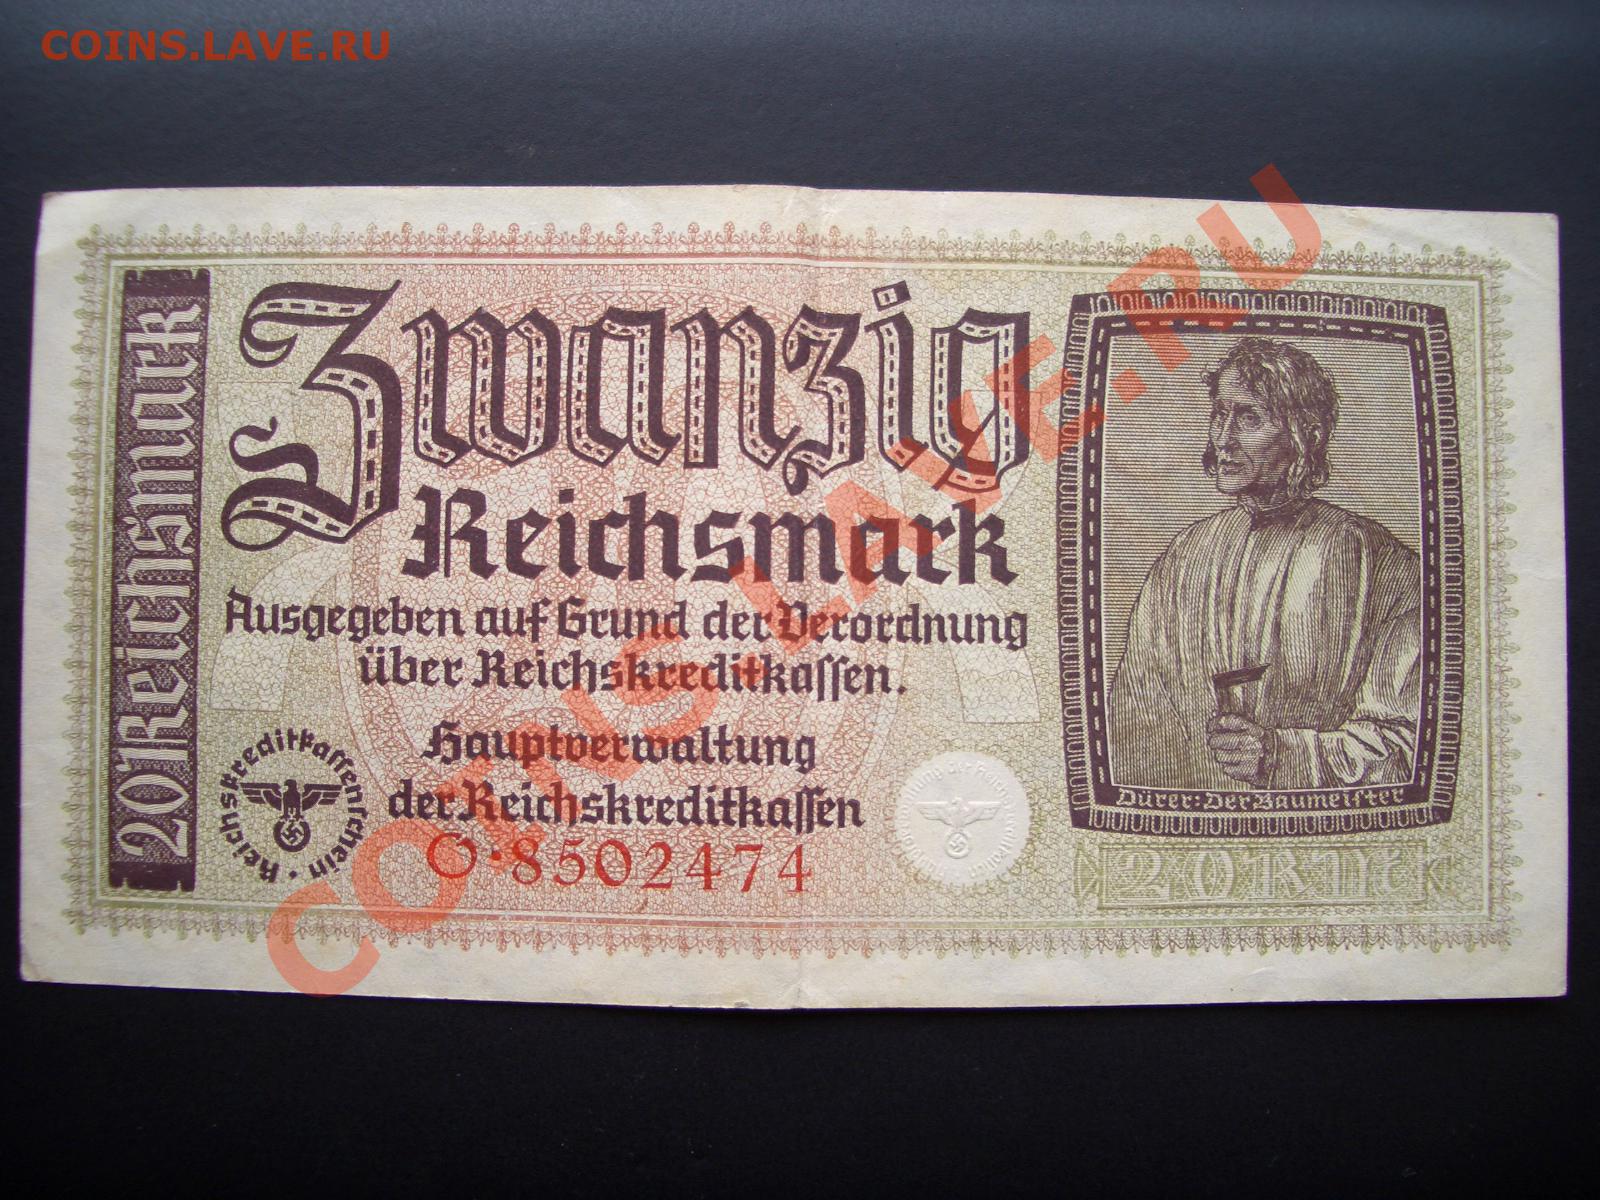 COINS.LAVE.RU
20 Reichsmark
Zwanzig
Reichsmark
Ausgegeben auf Grund der Verordnung
über Reichskreditkassen.
Hauptverwaltung
der Reichskreditkassen
O·8502474
Reichskreditkassenschein
Dürer: Der Baumeister
20 RM
COINS.LAVE.RU